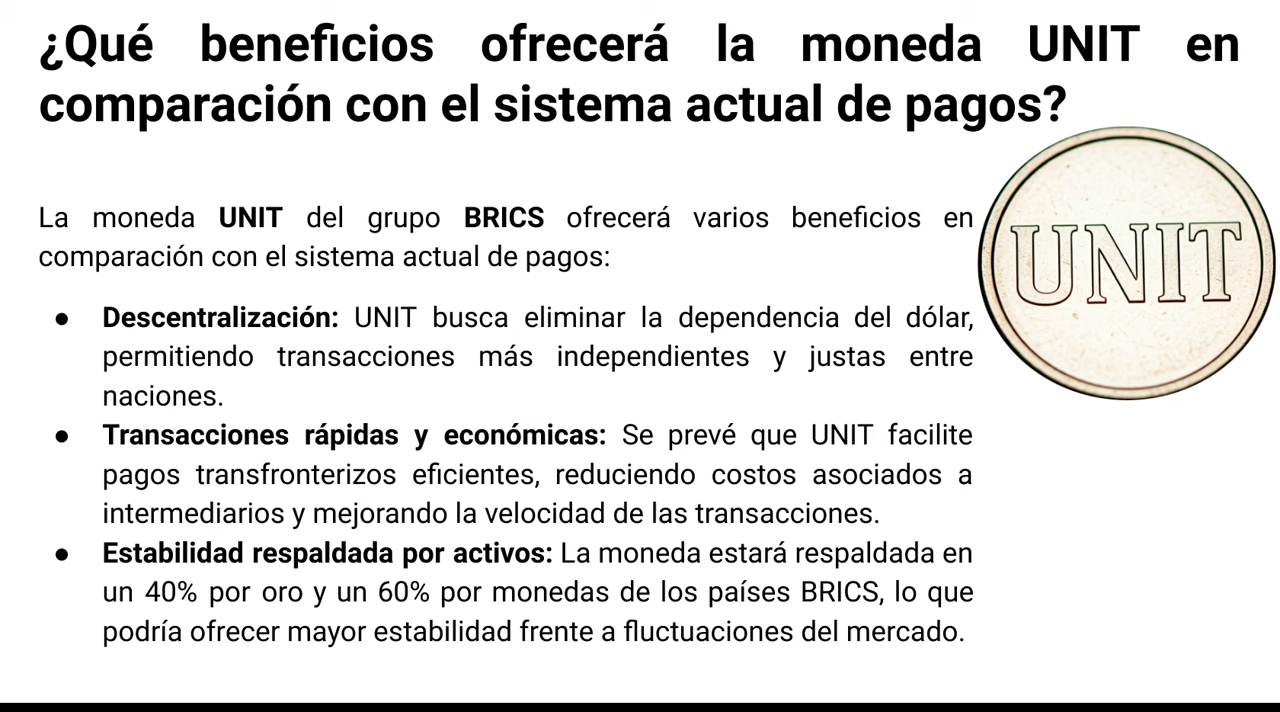 ¿Qué beneficios ofrecerá la moneda UNIT en
comparación con el sistema actual de pagos?
La moneda UNIT del grupo BRICS ofrecerá varios beneficios en
comparación con el sistema actual de pagos:
UNIT
● Descentralización: UNIT busca eliminar la dependencia del dólar,
permitiendo transacciones más independientes y justas entre
naciones.
● Transacciones rápidas y económicas: Se prevé que UNIT facilite
pagos transfronterizos eficientes, reduciendo costos asociados a
intermediarios y mejorando la velocidad de las transacciones.
● Estabilidad respaldada por activos: La moneda estará respaldada en
un 40% por oro y un 60% por monedas de los países BRICS, lo que
podría ofrecer mayor estabilidad frente a fluctuaciones del mercado.